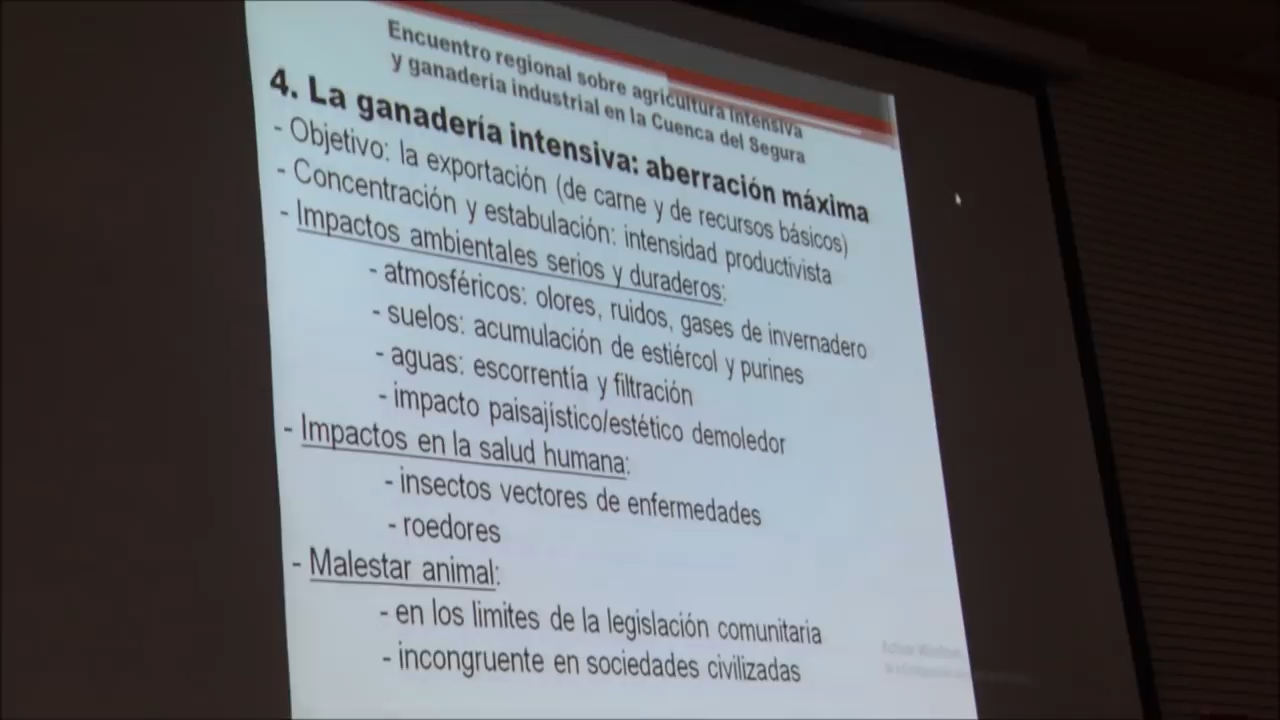 Encuentro regional sobre agricultura intensiva
y ganadería industrial en la Cuenca del Segura
4. La ganadería intensiva: aberración máxima
- Objetivo: la exportación (de carne y de recursos básicos)
- Concentración y estabulación: intensidad productivista
- Impactos ambientales serios y duraderos:
- atmosféricos: olores, ruidos, gases de invernadero
- suelos: acumulación de estiércol y purines
- aguas: escorrentía y filtración
- impacto paisajístico/estético demoledor
- Impactos en la salud humana:
- insectos vectores de enfermedades
- roedores
- Malestar animal:
- en los limites de la legislación comunitaria
- incongruente en sociedades civilizadas
Activar Windows